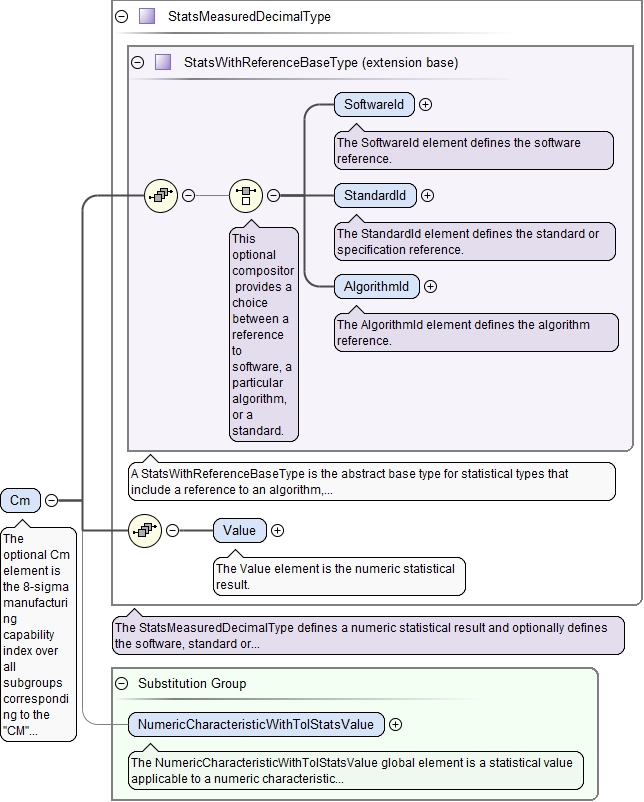 StatsMeasuredDecimalType
StatsWithReferenceBaseType (extension base)
SoftwareId
The SoftwareId element defines the software
reference.
StandardId
The StandardId element defines the standard or
specification reference.
AlgorithmId
The AlgorithmId element defines the algorithm
reference.
This
optional
compositor
provides a
choice
between a
reference
to
software, a
particular
algorithm,
or a
standard.
A StatsWithReferenceBaseType is the abstract base type for statistical types that
include a reference to an algorithm,...
Cm
The
optional Cm
element is
the 8-sigma
manufacturi
ng
capability
index over
all
subgroups
correspondi
ng to the
"CM"...
Value
The Value element is the numeric statistical
result.
The StatsMeasuredDecimalType defines a numeric statistical result and optionally defines
the software, standard or...
Substitution Group
NumericCharacteristicWithTolStatsValue
The NumericCharacteristicWithTolStatsValue global element is a statistical value
applicable to a numeric characteristic...